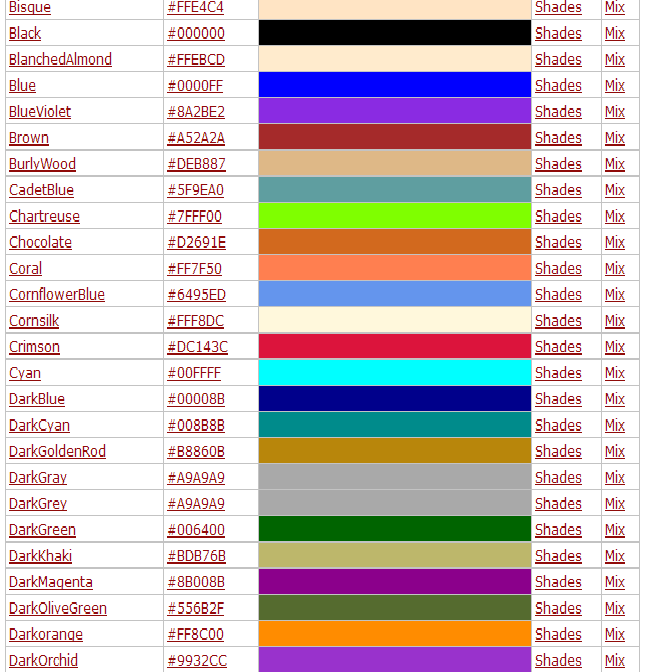 Bisque #FFE4C4 Shades Mix
Black #000000 Shades Mix
BlanchedAlmond #FFEBCD Shades Mix
Blue #0000FF Shades Mix
BlueViolet #8A2BE2 Shades Mix
Brown #A52A2A Shades Mix
BurlyWood #DEB887 Shades Mix
CadetBlue #5F9EA0 Shades Mix
Chartreuse #7FFF00 Shades Mix
Chocolate #D2691E Shades Mix
Coral #FF7F50 Shades Mix
CornflowerBlue #6495ED Shades Mix
Cornsilk #FFF8DC Shades Mix
Crimson #DC143C Shades Mix
Cyan #00FFFF Shades Mix
DarkBlue #00008B Shades Mix
DarkCyan #008B8B Shades Mix
DarkGoldenRod #B8860B Shades Mix
DarkGray #A9A9A9 Shades Mix
DarkGrey #A9A9A9 Shades Mix
DarkGreen #006400 Shades Mix
DarkKhaki #BDB76B Shades Mix
DarkMagenta #8B008B Shades Mix
DarkOliveGreen #556B2F Shades Mix
Darkorange #FF8C00 Shades Mix
DarkOrchid #9932CC Shades Mix